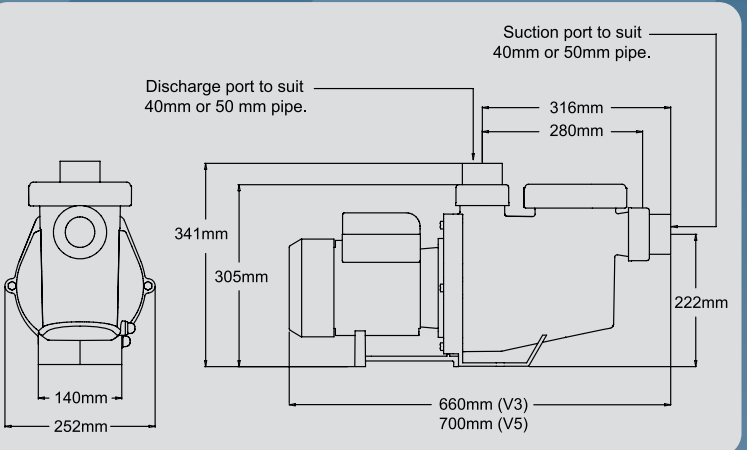 Suction port to suit
40mm or 50mm pipe.
Discharge port to suit
40mm or 50 mm pipe.
316mm
280mm
341mm
305mm
222mm
140mm
252mm
660mm (V3)
700mm (V5)